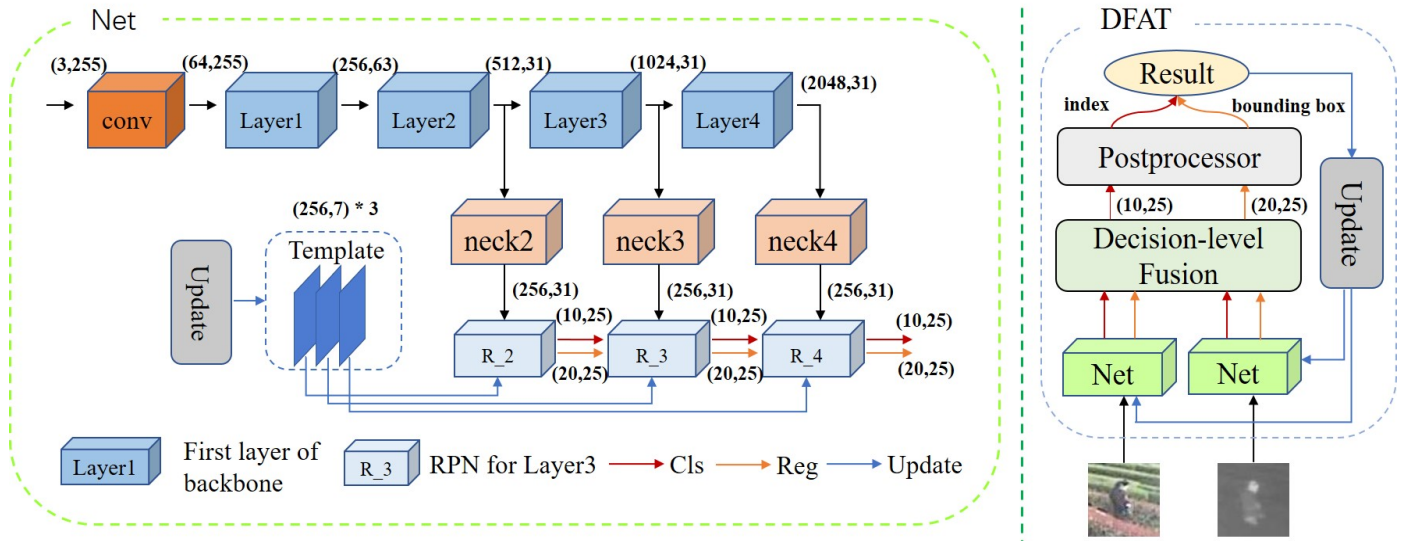 Net
(3,255)
(64,255)
(256,63)
(512,31)
(1024,31)
(2048,31)
conv
Layer1
Layer2
Layer3
Layer4
(256,7) * 3
Template
Update
neck2
neck3
neck4
(256,31)
(256,31)
(256,31)
(10,25)
(10,25)
(10,25)
R_2
R_3
R_4
(20,25)
(20,25)
(20,25)
Layer1
First layer of
backbone
R_3
RPN for Layer3
Cls
Reg
Update
DFAT
Result
index
bounding box
Postprocessor
(10,25)
(20,25)
Update
Decision-level
Fusion
Net
Net